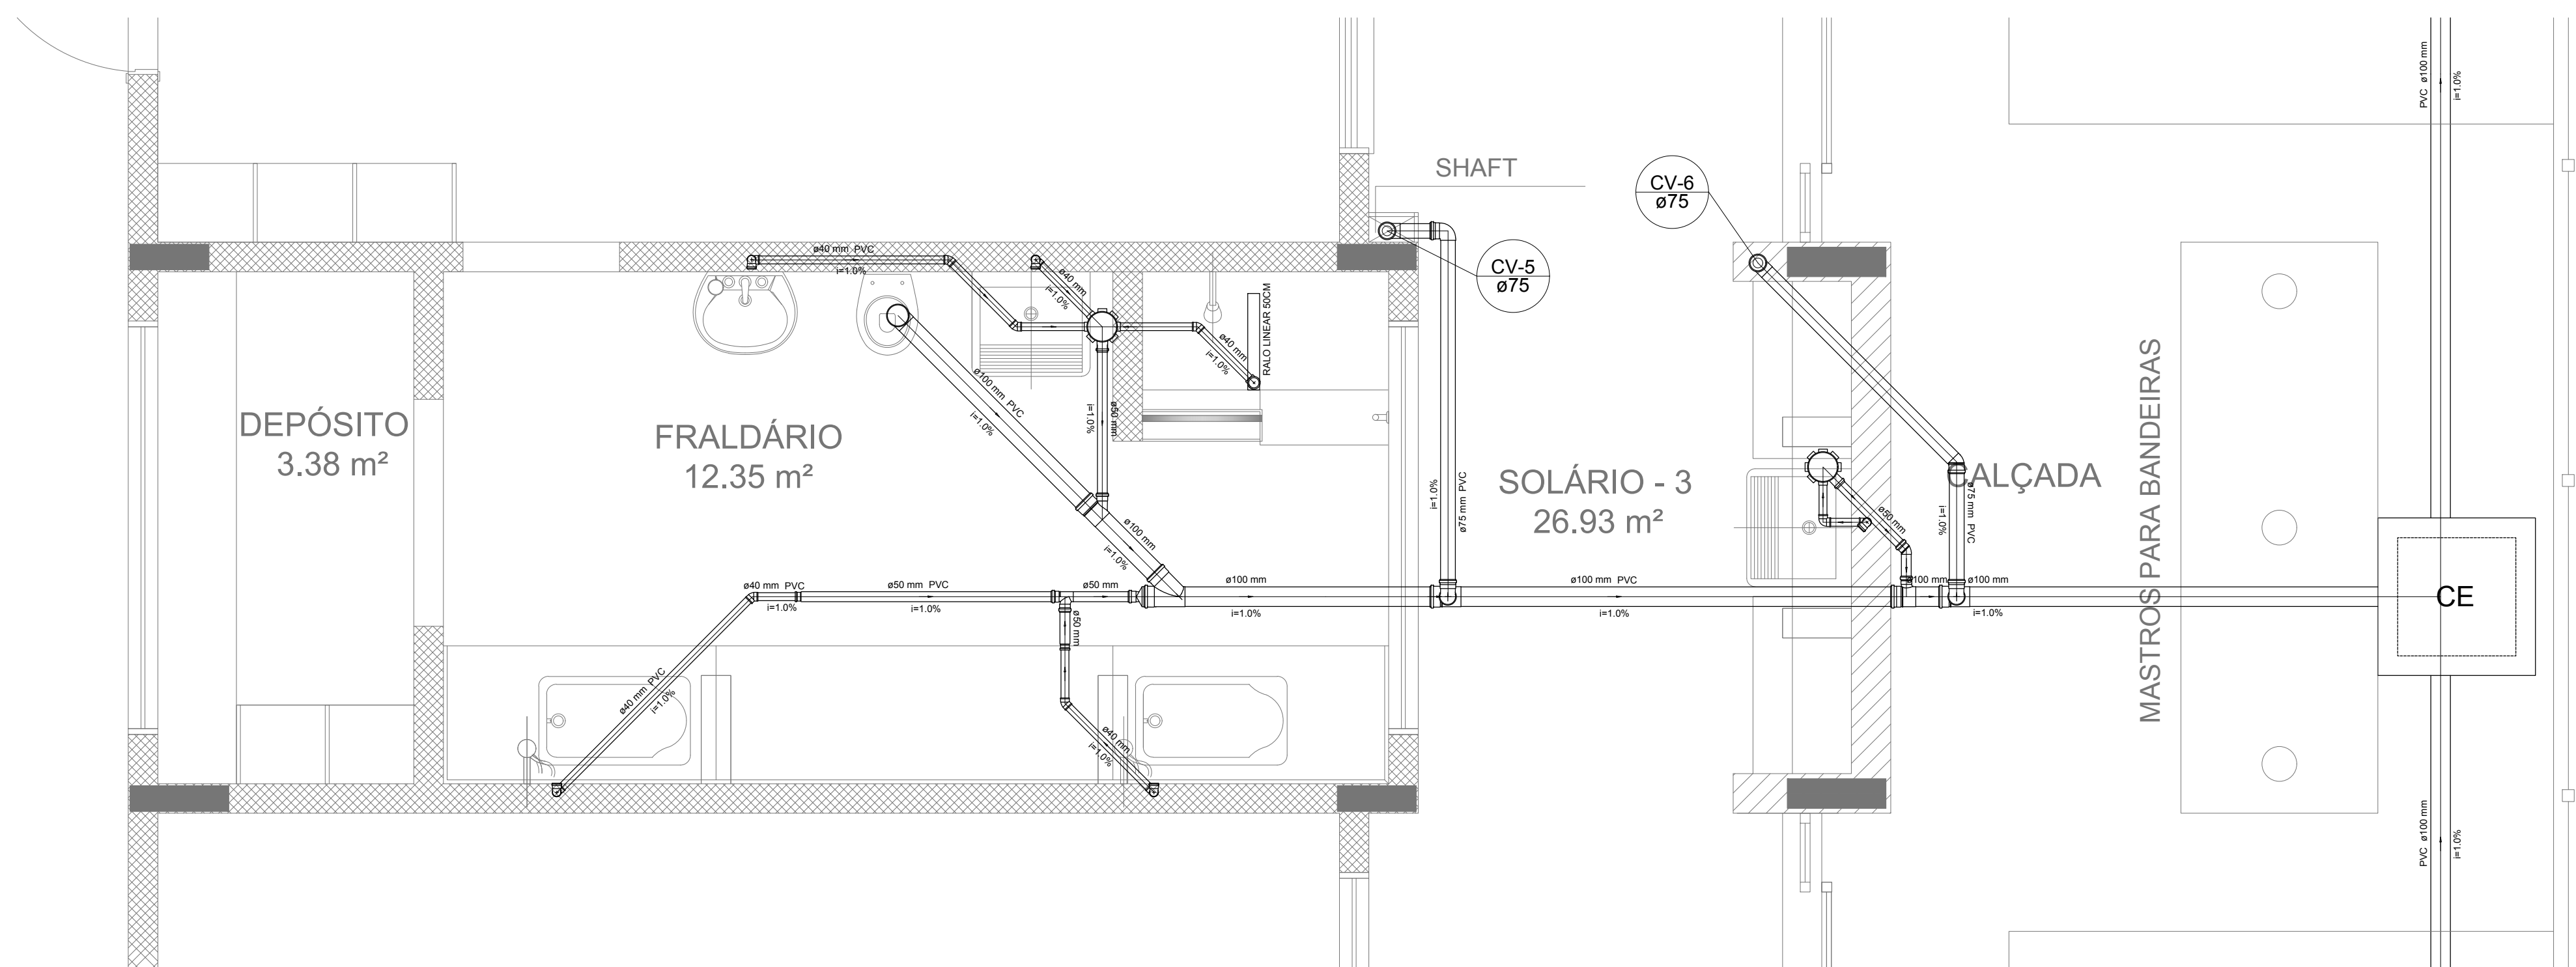 PVC ø100 mm
i=1.0%
SHAFT
CV-6
ø75
CV-5
ø75
ø40 mm PVC
i=1.0%
ø40 mm
i=1.0%
ø40 mm
i=1.0%
RALO LINEAR 50CM
ø100 mm PVC
i=1.0%
ø50 mm
i=1.0%
DEPÓSITO
3.38 m²
FRALDÁRIO
12.35 m²
SOLÁRIO - 3
26.93 m²
CALÇADA
MASTROS PARA BANDEIRAS
i=1.0%
ø75 mm PVC
ø50 mm
i=1.0%
ø75 mm PVC
ø100 mm
i=1.0%
ø40 mm PVC
i=1.0%
ø50 mm PVC
i=1.0%
ø50 mm
ø50 mm
ø100 mm
i=1.0%
ø100 mm PVC
i=1.0%
ø100 mm
ø100 mm
i=1.0%
CE
ø40 mm PVC
i=1.0%
ø40 mm
i=1.0%
PVC ø100 mm
i=1.0%